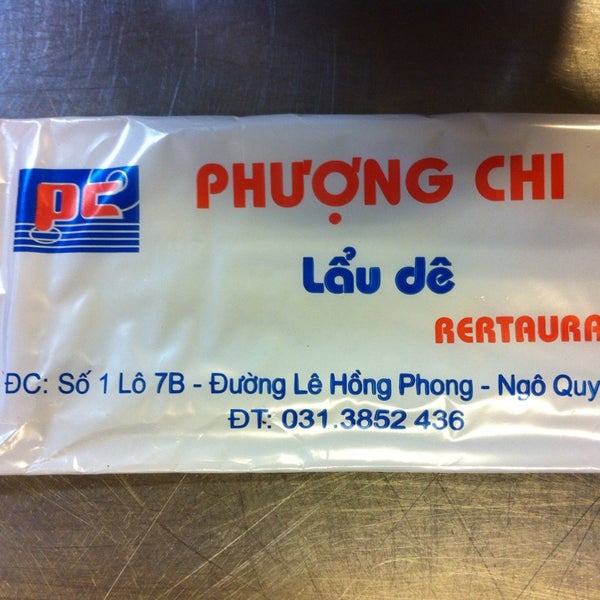 pc
PHƯỢNG CHI
Lẩu dê
RERTAURA
ĐC: Số 1 Lô 7B - Đường Lê Hồng Phong - Ngô Quy
ĐT: 031.3852 436